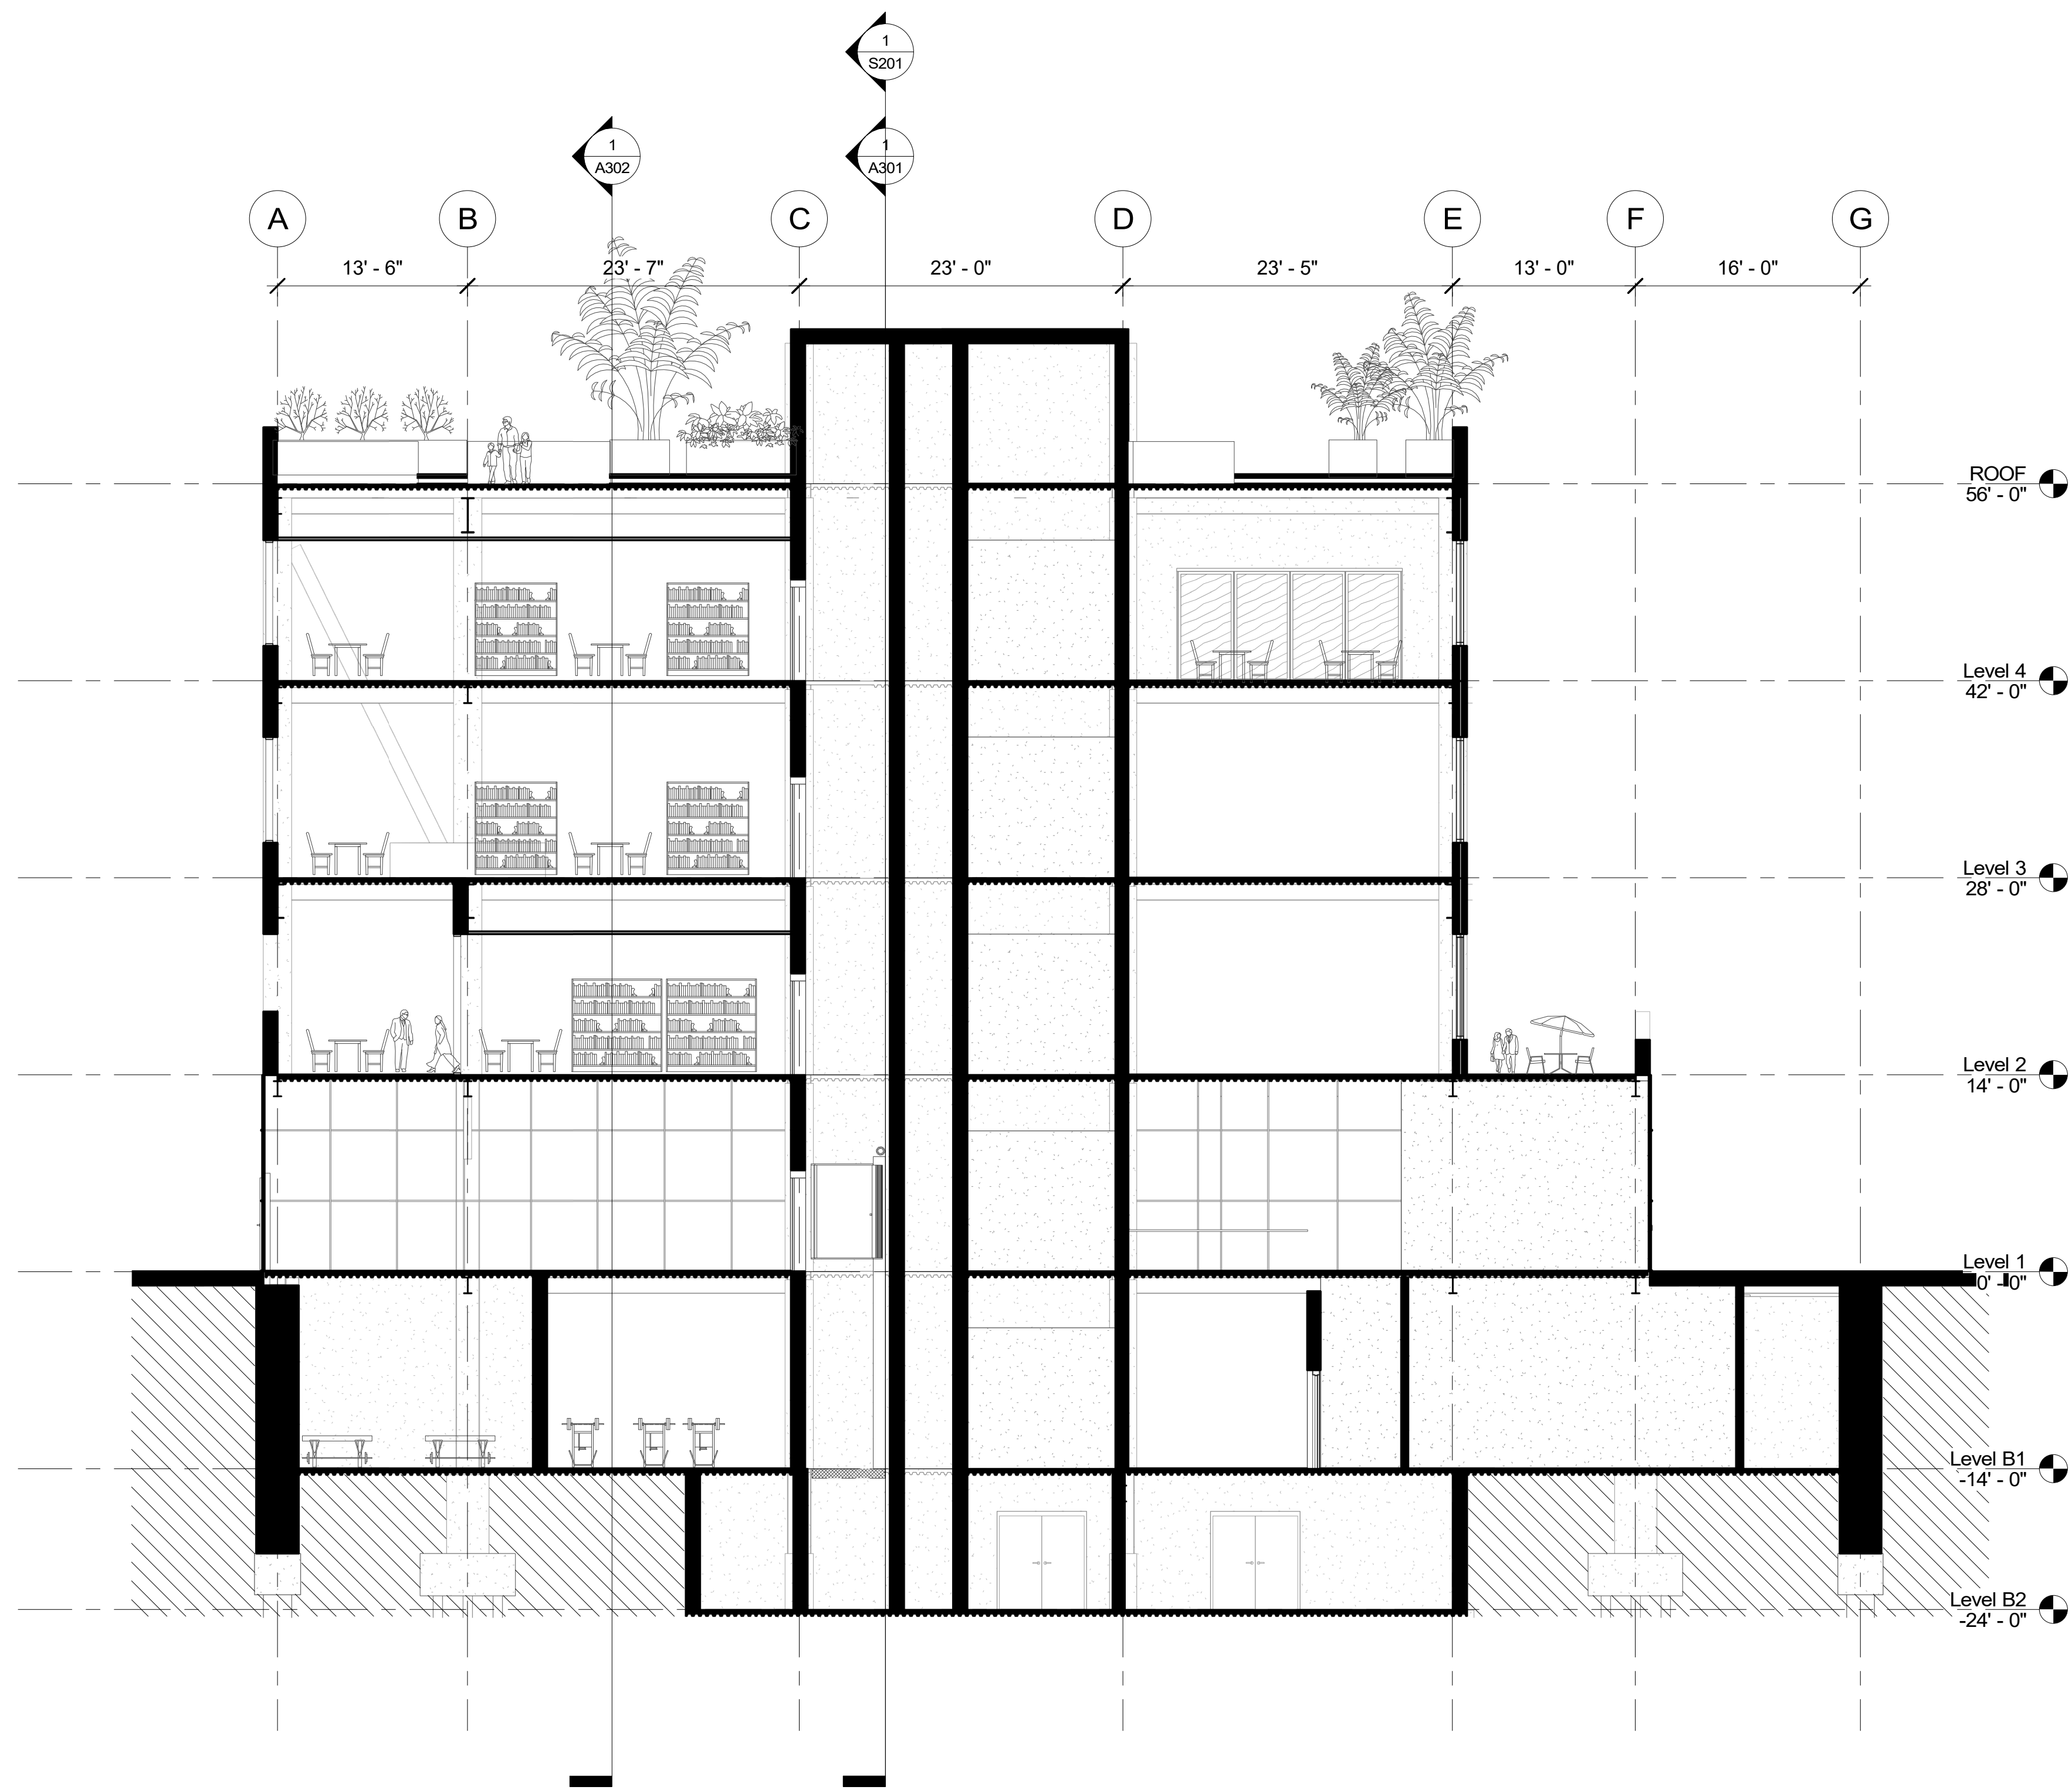 1
S201
1
A302
1
A301
A
B
C
D
E
F
G
13' - 6"
23' - 7"
23' - 0"
23' - 5"
13' - 0"
16' - 0"
ROOF
56' - 0"
Level 4
42' - 0"
Level 3
28' - 0"
Level 2
14' - 0"
Level 1
0' - 0"
Level B1
-14' - 0"
Level B2
-24' - 0"